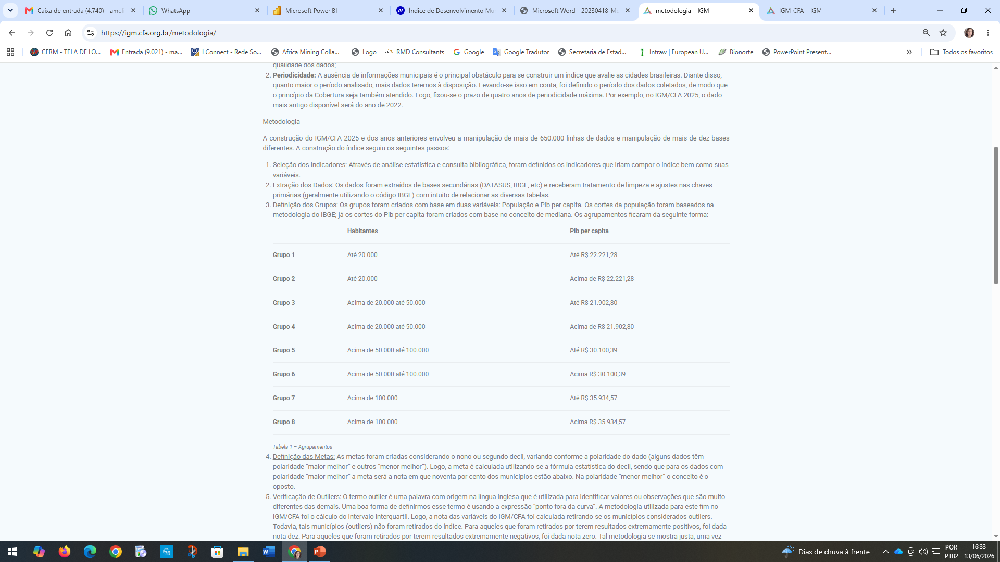 Caixa de entrada (4.740) - ameli
WhatsApp
Microsoft Power BI
Índice de Desenvolvimento Mu
Microsoft Word - 20230418_Me
metodologia – IGM
IGM-CFA – IGM
https://igm.cfa.org.br/metodologia/
CERM - TELA DE LO...
Entrada (9.021) - ma...
I Connect - Rede So...
Africa Mining Colla...
Logo
RMD Consultants
Google
Google Tradutor
Secretaria de Estad...
Intraw | European U...
Bionorte
PowerPoint Present...
Todos os favoritos
qualidade dos dados;
2. Periodicidade: A ausência de informações municipais é o principal obstáculo para se construir um índice que avalie as cidades brasileiras. Diante disso,
quanto maior o período analisado, mais dados teremos à disposição. Levando-se isso em conta, foi definido o período dos dados coletados, de modo que
o princípio da Cobertura seja também atendido. Logo, fixou-se o prazo de quatro anos de periodicidade máxima. Por exemplo, no IGM/CFA 2025, o dado
mais antigo disponível será do ano de 2022.
Metodologia
A construção do IGM/CFA 2025 e dos anos anteriores envolveu a manipulação de mais de 650.000 linhas de dados e manipulação de mais de dez bases
diferentes. A construção do índice seguiu os seguintes passos:
1. Seleção dos Indicadores: Através de análise estatística e consulta bibliográfica, foram definidos os indicadores que iriam compor o índice bem como suas
variáveis.
2. Extração dos Dados: Os dados foram extraídos de bases secundárias (DATASUS, IBGE, etc) e receberam tratamento de limpeza e ajustes nas chaves
primárias (geralmente utilizando o código IBGE) com intuito de relacionar as diversas tabelas.
3. Definição dos Grupos: Os grupos foram criados com base em duas variáveis: População e Pib per capita. Os cortes da população foram baseados na
metodologia do IBGE; já os cortes do Pib per capita foram criados com base no conceito de mediana. Os agrupamentos ficaram da seguinte forma:
Habitantes Pib per capita
Grupo 1 Até 20.000 Até R$ 22.221,28
Grupo 2 Até 20.000 Acima de R$ 22.221,28
Grupo 3 Acima de 20.000 até 50.000 Até R$ 21.902,80
Grupo 4 Acima de 20.000 até 50.000 Acima de R$ 21.902,80
Grupo 5 Acima de 50.000 até 100.000 Até R$ 30.100,39
Grupo 6 Acima de 50.000 até 100.000 Acima R$ 30.100,39
Grupo 7 Acima de 100.000 Até R$ 35.934,57
Grupo 8 Acima de 100.000 Acima R$ 35.934,57
Tabela 1 – Agrupamentos
4. Definição das Metas: As metas foram criadas considerando o nono ou segundo decil, variando conforme a polaridade do dado (alguns dados têm
polaridade “maior-melhor” e outros “menor-melhor”). Logo, a meta é calculada utilizando-se a fórmula estatística do decil, sendo que para os dados com
polaridade “maior-melhor” a meta será a nota em que noventa por cento dos municípios estão abaixo. Na polaridade “menor-melhor” o conceito é o
oposto.
5. Verificação de Outliers: O termo outlier é uma palavra com origem na língua inglesa que é utilizada para identificar valores ou observações que são muito
diferentes das demais. Uma boa forma de definirmos esse termo é usando a expressão “ponto fora da curva”. A metodologia utilizada para este fim no
IGM/CFA foi o cálculo do intervalo interquartil. Logo, a nota das variáveis do IGM/CFA foi calculada retirando-se os municípios considerados outliers.
Todavia, tais municípios (outliers) não foram retirados do índice. Para aqueles que foram retirados por terem resultados extremamente positivos, foi dada
nota dez. Para aqueles que foram retirados por terem resultados extremamente negativos, foi dada nota zero. Tal metodologia se mostra justa, uma vez
Dias de chuva à frente
POR
PTB2
16:33
13/06/2026